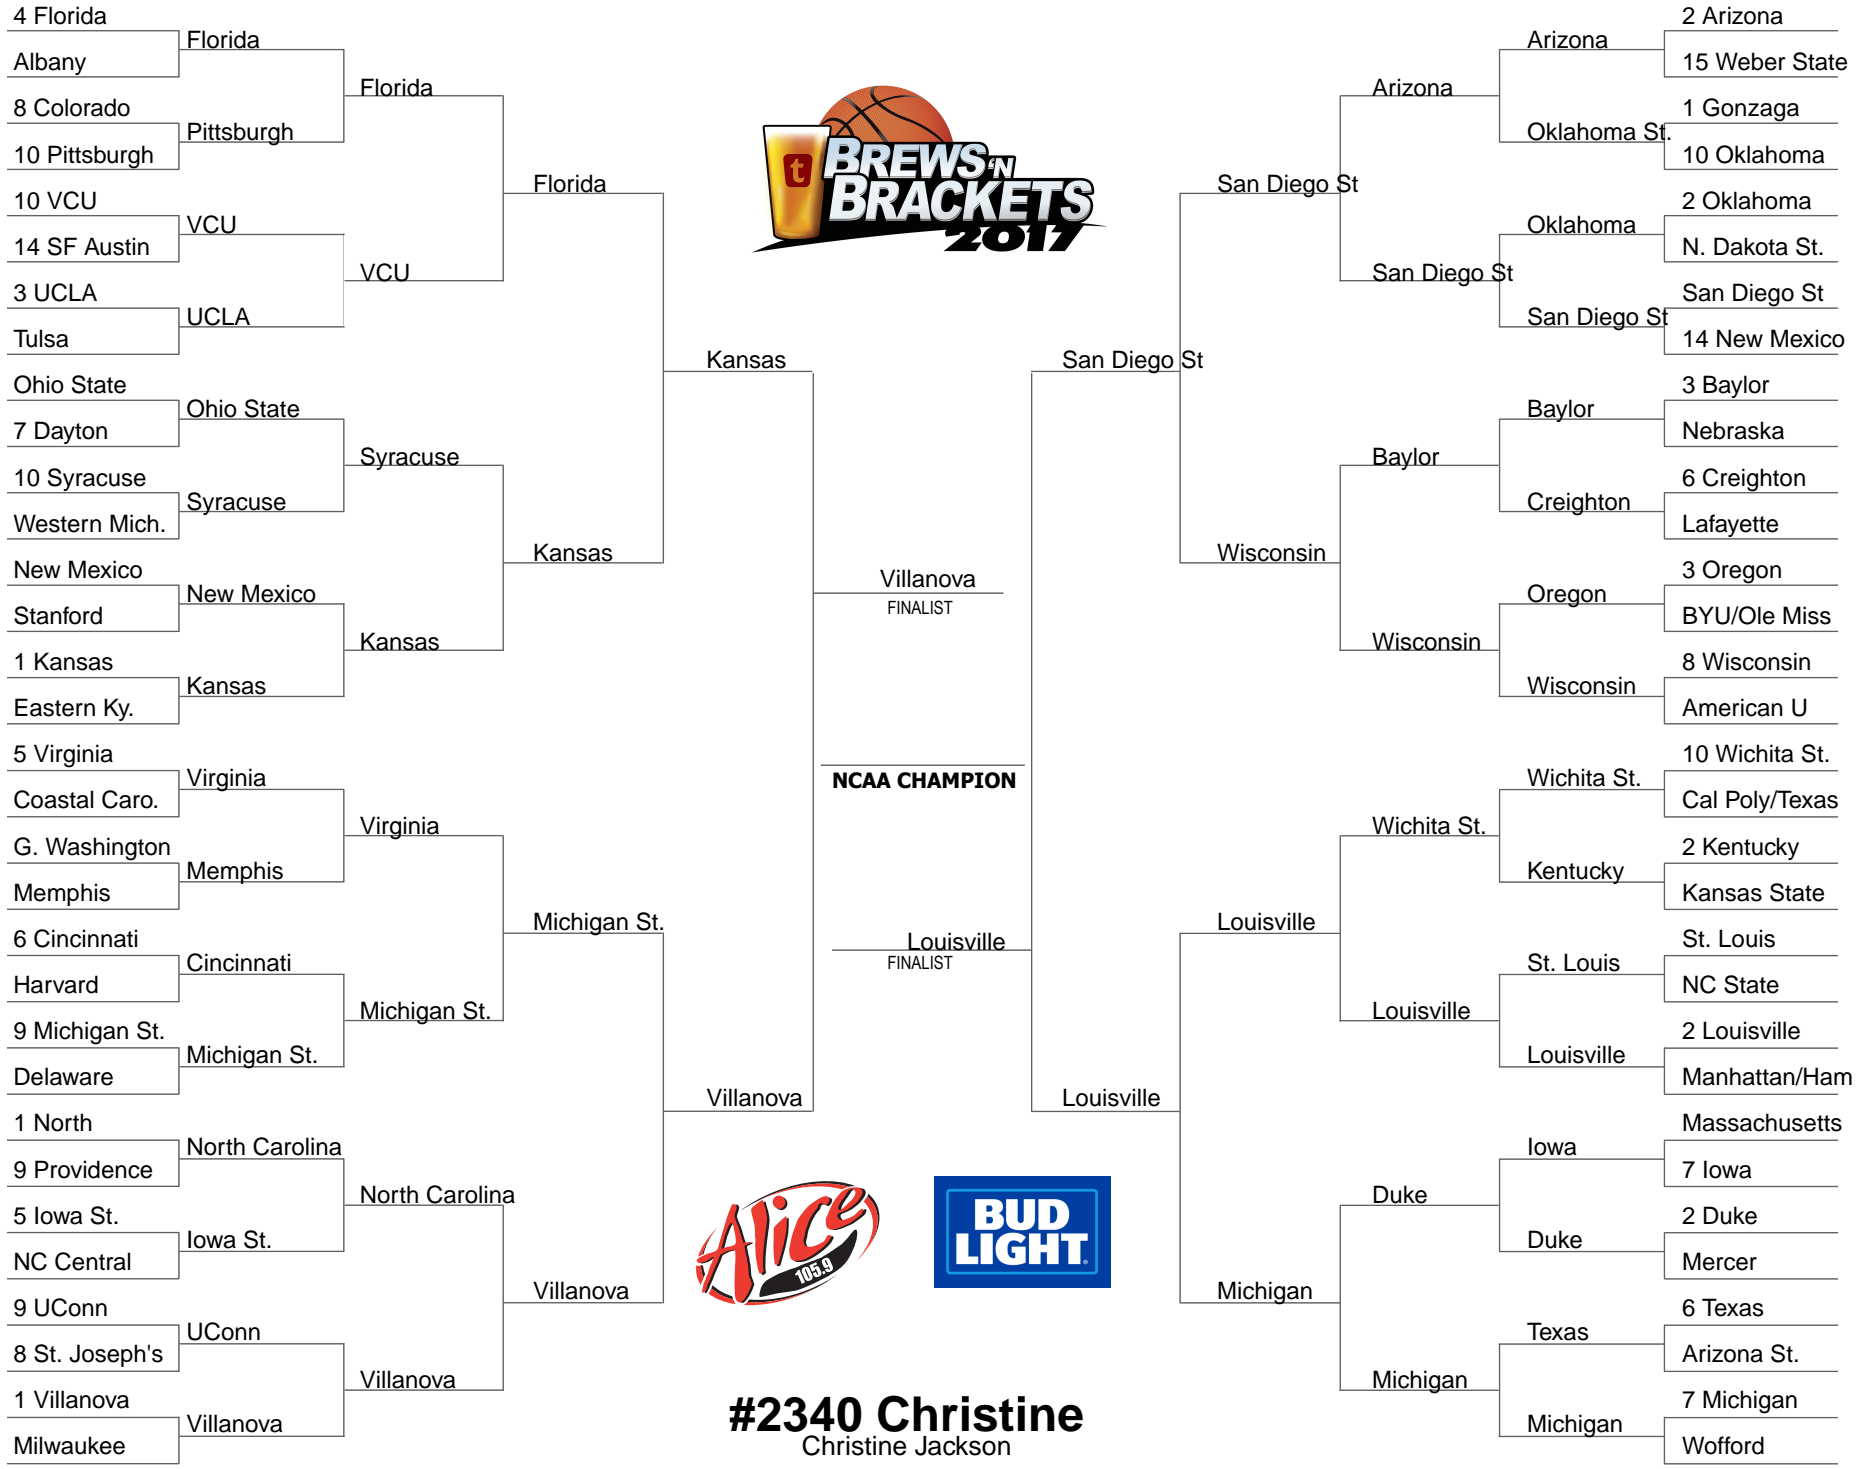 4 Florida
Albany
8 Colorado
10 Pittsburgh
10 VCU
14 SF Austin
3 UCLA
Tulsa
Ohio State
7 Dayton
10 Syracuse
Western Mich.
New Mexico
Stanford
1 Kansas
Eastern Ky.
5 Virginia
Coastal Caro.
G. Washington
Memphis
6 Cincinnati
Harvard
9 Michigan St.
Delaware
1 North
9 Providence
5 Iowa St.
NC Central
9 UConn
8 St. Joseph's
1 Villanova
Milwaukee
Florida
Pittsburgh
VCU
UCLA
Ohio State
Syracuse
New Mexico
Kansas
Virginia
Memphis
Cincinnati
Michigan St.
North Carolina
Iowa St.
UConn
Villanova
Florida
VCU
Syracuse
Kansas
Virginia
Michigan St.
North Carolina
Villanova
Florida
Kansas
Michigan St.
Villanova
Kansas
Villanova
t
BREWS 'N
BRACKETS
2017
Villanova
FINALIST
NCAA CHAMPION
Louisville
FINALIST
Alice
105.9
BUD
LIGHT
#2340 Christine
Christine Jackson
San Diego St
Louisville
San Diego St
Wisconsin
Louisville
Michigan
Arizona
San Diego St
Baylor
Wisconsin
Wichita St.
Louisville
Duke
Michigan
Arizona
Oklahoma St.
Oklahoma
San Diego St
Baylor
Creighton
Oregon
Wisconsin
Wichita St.
Kentucky
St. Louis
Louisville
Iowa
Duke
Texas
Michigan
2 Arizona
15 Weber State
1 Gonzaga
10 Oklahoma
2 Oklahoma
N. Dakota St.
San Diego St
14 New Mexico
3 Baylor
Nebraska
6 Creighton
Lafayette
3 Oregon
BYU/Ole Miss
8 Wisconsin
American U
10 Wichita St.
Cal Poly/Texas
2 Kentucky
Kansas State
St. Louis
NC State
2 Louisville
Manhattan/Ham
Massachusetts
7 Iowa
2 Duke
Mercer
6 Texas
Arizona St.
7 Michigan
Wofford